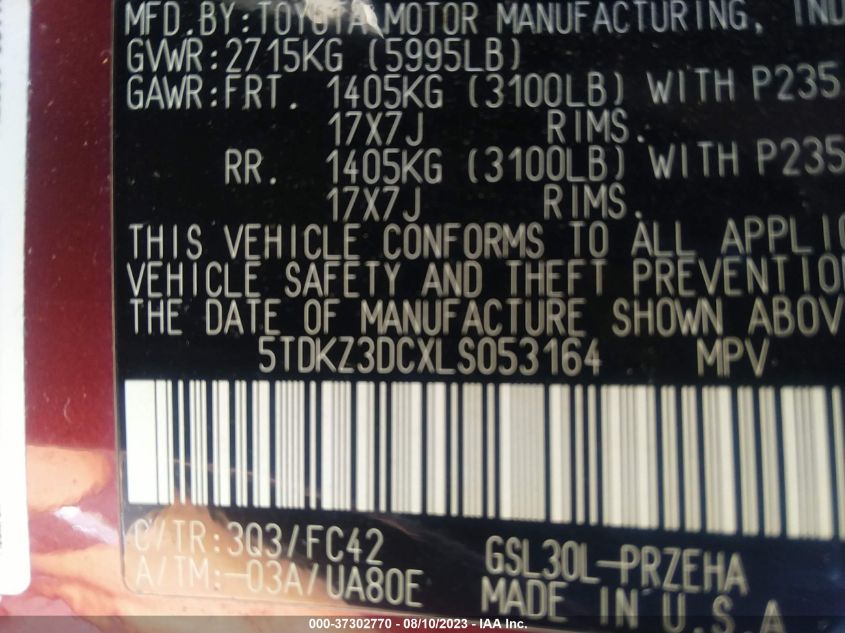 MFD.BY:TOYOTA MOTOR MANUFACTURING, IND
GVWR:2715KG (5995LB)
GAWR:FRT. 1405KG (3100LB) WITH P235
17X7J RIMS.
RR. 1405KG (3100LB) WITH P235
17X7J RIMS.
THIS VEHICLE CONFORMS TO ALL APPLIC
VEHICLE SAFETY AND THEFT PREVENTION
THE DATE OF MANUFACTURE SHOWN ABOV
5TDKZ3DCXLS053164 MPV
C/TR:3Q3/FC42 GSL30L-PRZEHA
A/TM:-03A/UA80E MADE IN U.S.A
000-37302770 - 08/10/2023 - IAA Inc.